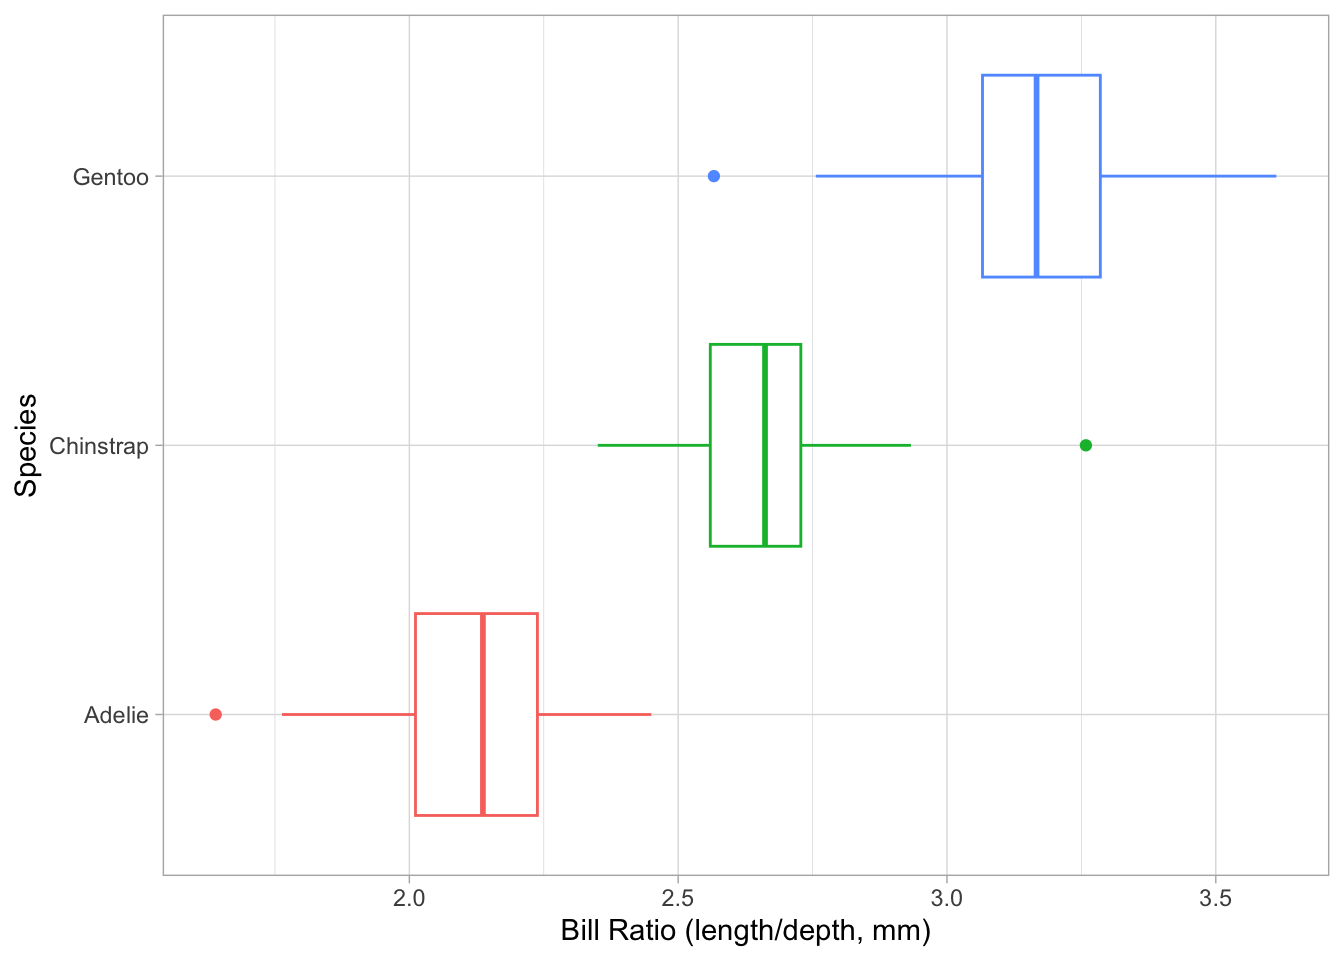 Gentoo
Chinstrap
Adelie
Species
2.0 2.5 3.0 3.5
Bill Ratio (length/depth, mm)